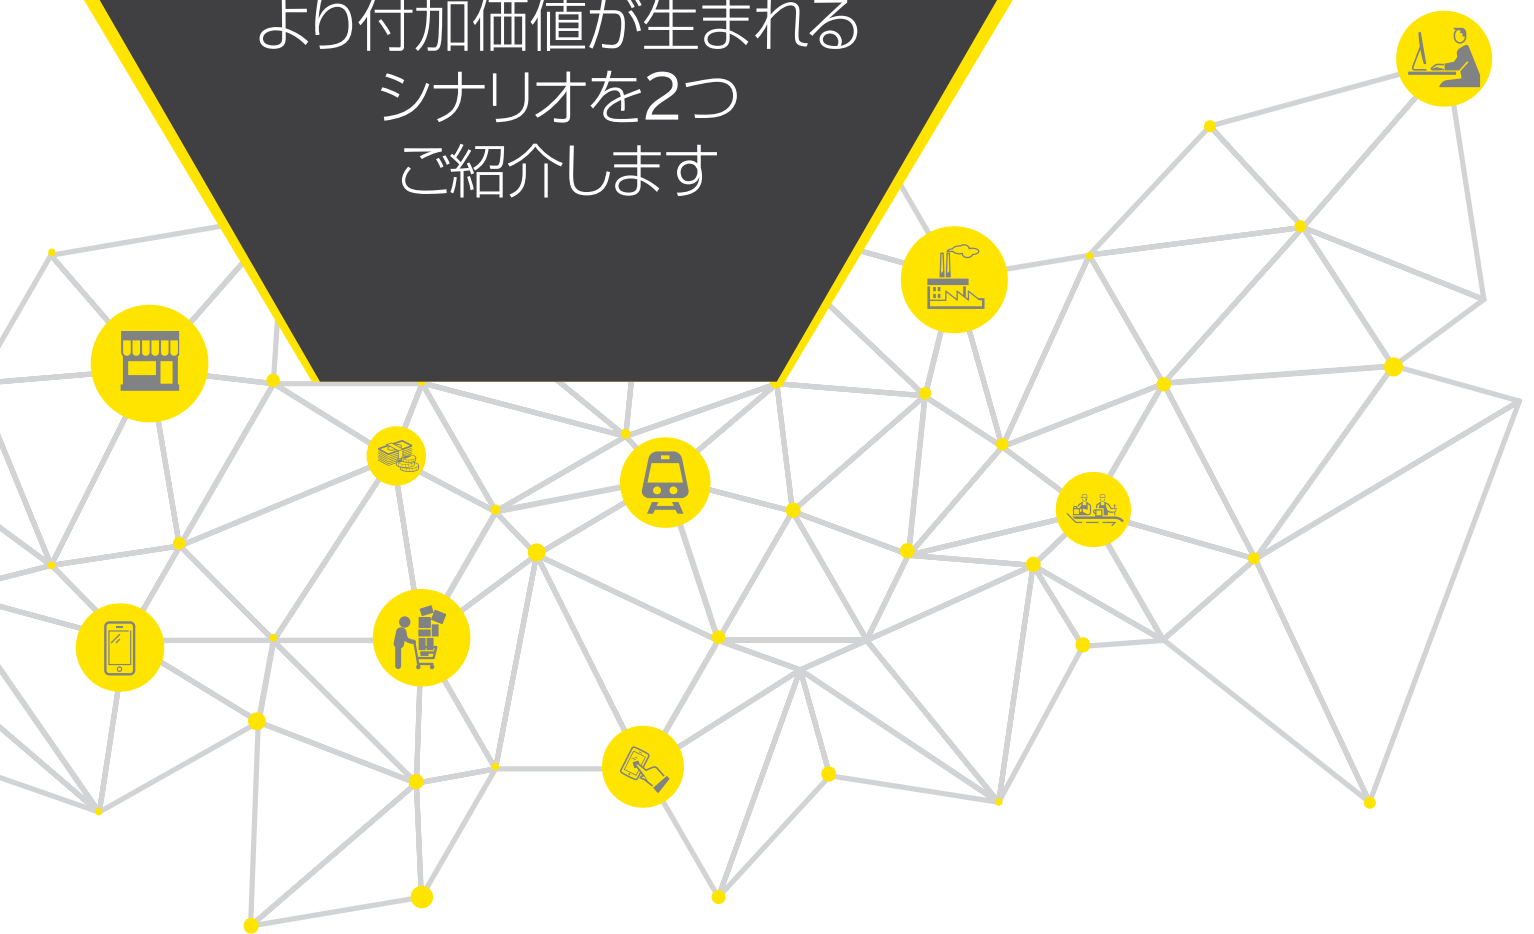 より付加価値が生まれる
シナリオを2つ
ご紹介します